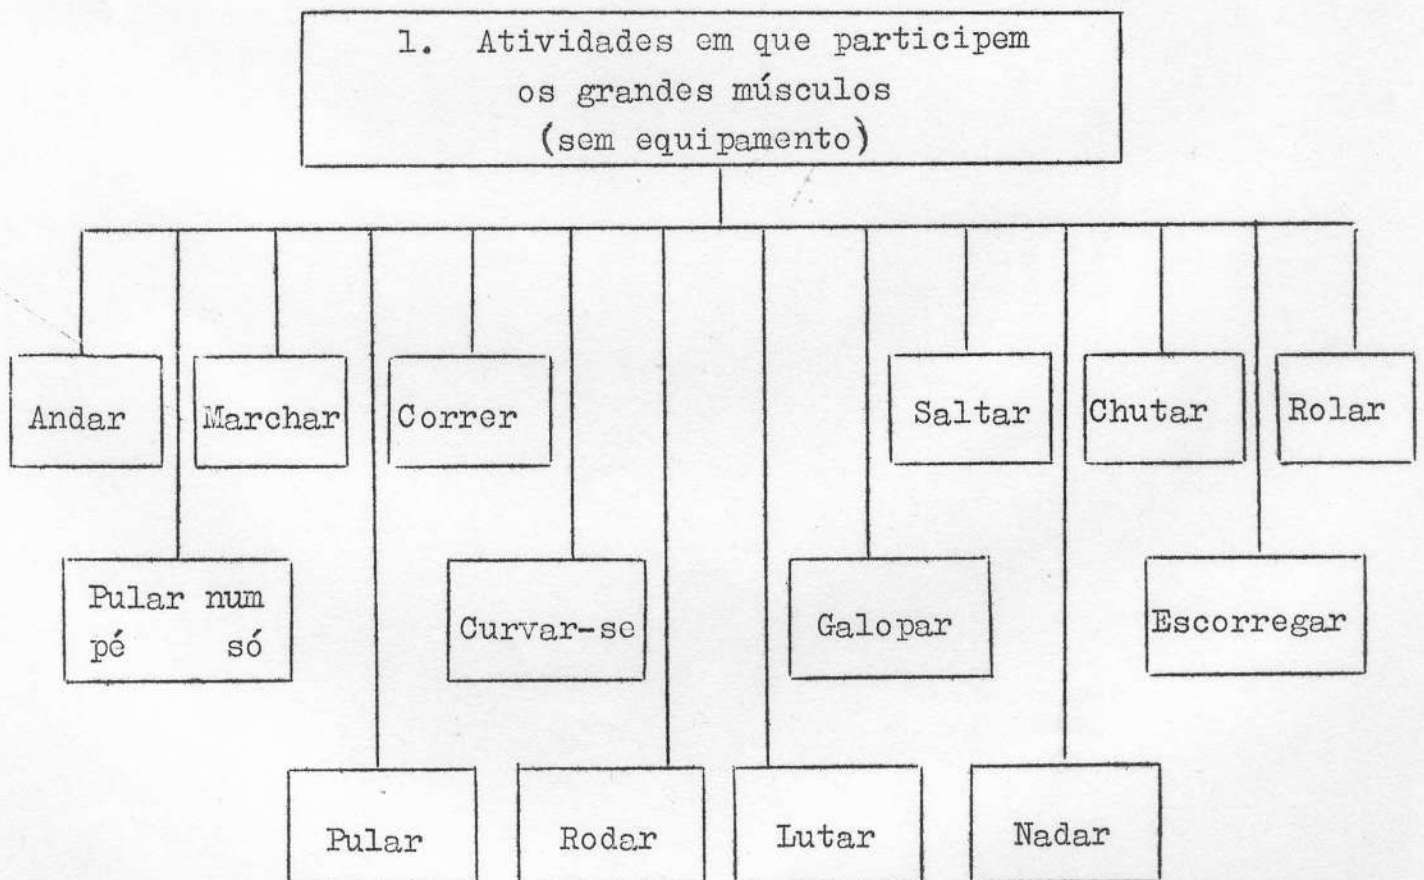 1. Atividades em que participem
os grandes músculos
(sem equipamento)
Andar
Marchar
Correr
Saltar
Chutar
Rolar
Pular num
pé só
Curvar-se
Galopar
Escorregar
Pular
Rodar
Lutar
Nadar